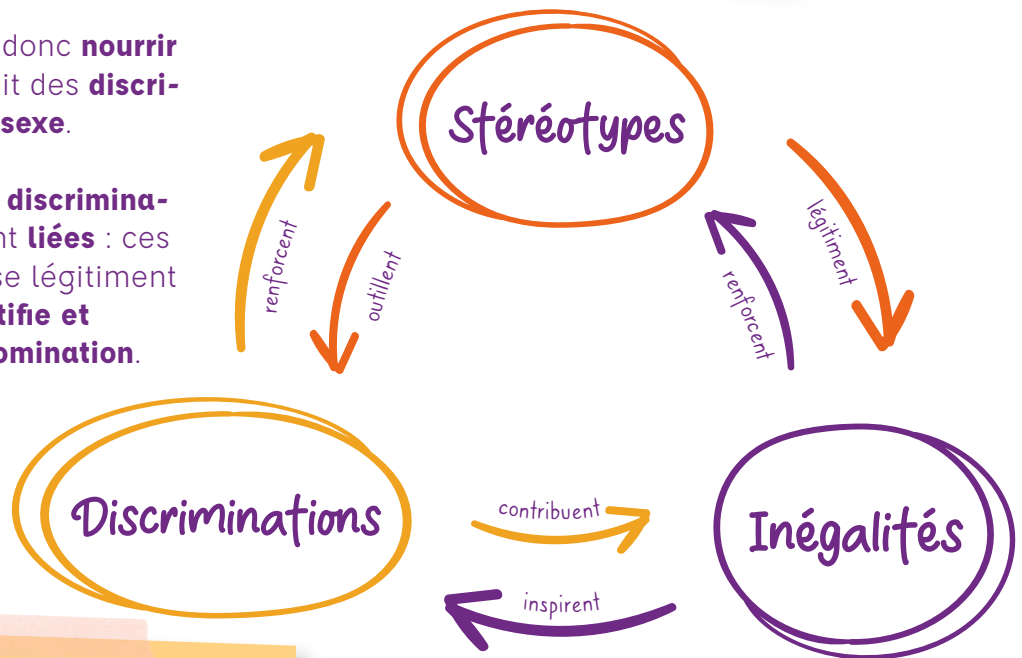 donc nourrir
it des discri-
sexe.
discrimina-
nt liées : ces
se légitiment
tifie et
omination.
Stéréotypes
renforcent
outillent
légitiment
renforcent
Discriminations
contribuent
inspirent
Inégalités